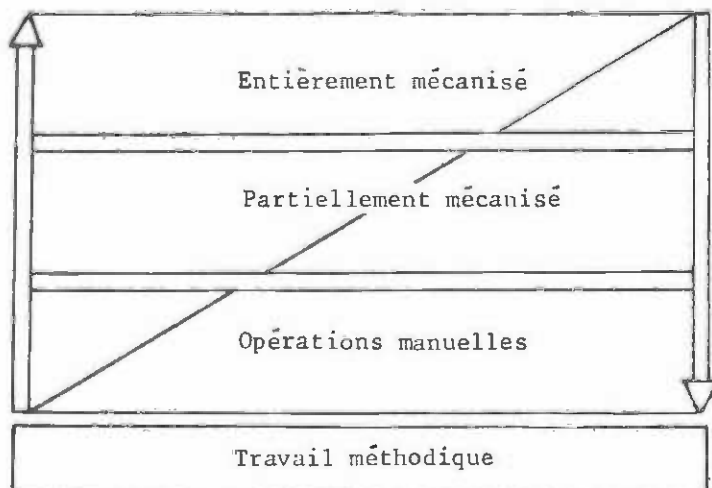 Entièrement mécanisé
Partiellement mécanisé
Opérations manuelles
Travail méthodique